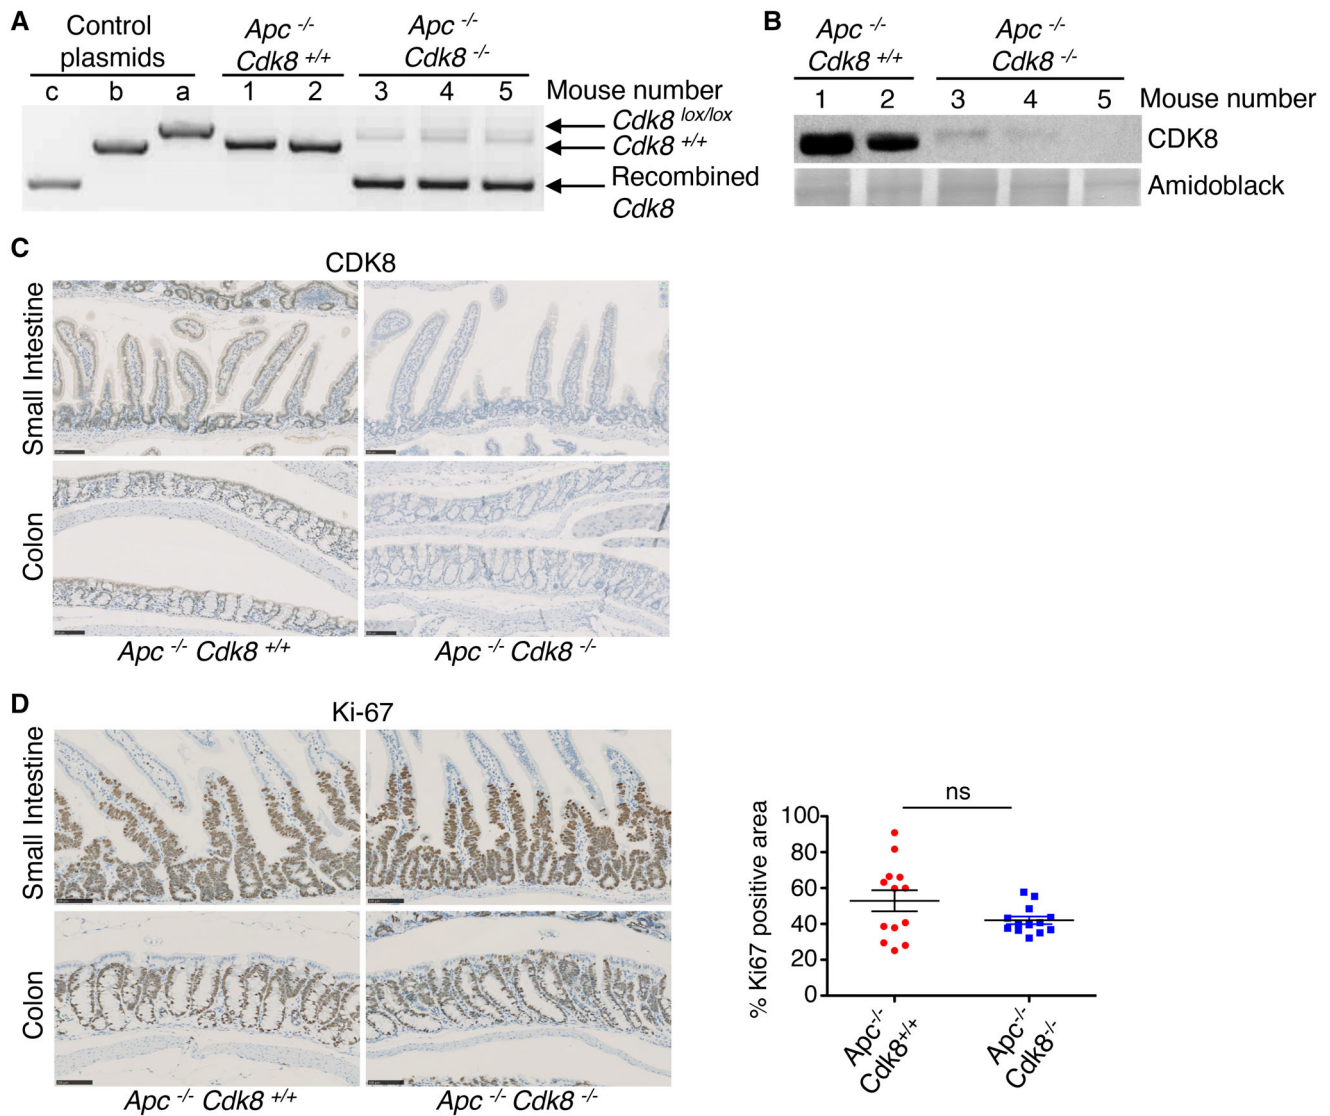 A
Control
plasmids
Apc -/-
Cdk8 +/+
Apc -/-
Cdk8 -/-
c b a 1 2 3 4 5 Mouse number
Cdk8 lox/lox
Cdk8 +/+
Recombined
Cdk8
B
Apc -/-
Cdk8 +/+
Apc -/-
Cdk8 -/-
1 2 3 4 5 Mouse number
CDK8
Amidoblack
C
CDK8
Small Intestine
Colon
Apc -/- Cdk8 +/+
Apc -/- Cdk8 -/-
D
Ki-67
Small Intestine
Colon
Apc -/- Cdk8 +/+
Apc -/- Cdk8 -/-
ns
% Ki67 positive area
100
80
60
40
20
0
Apc-/-
Cdk8+/+
Apc-/-
Cdk8-/-